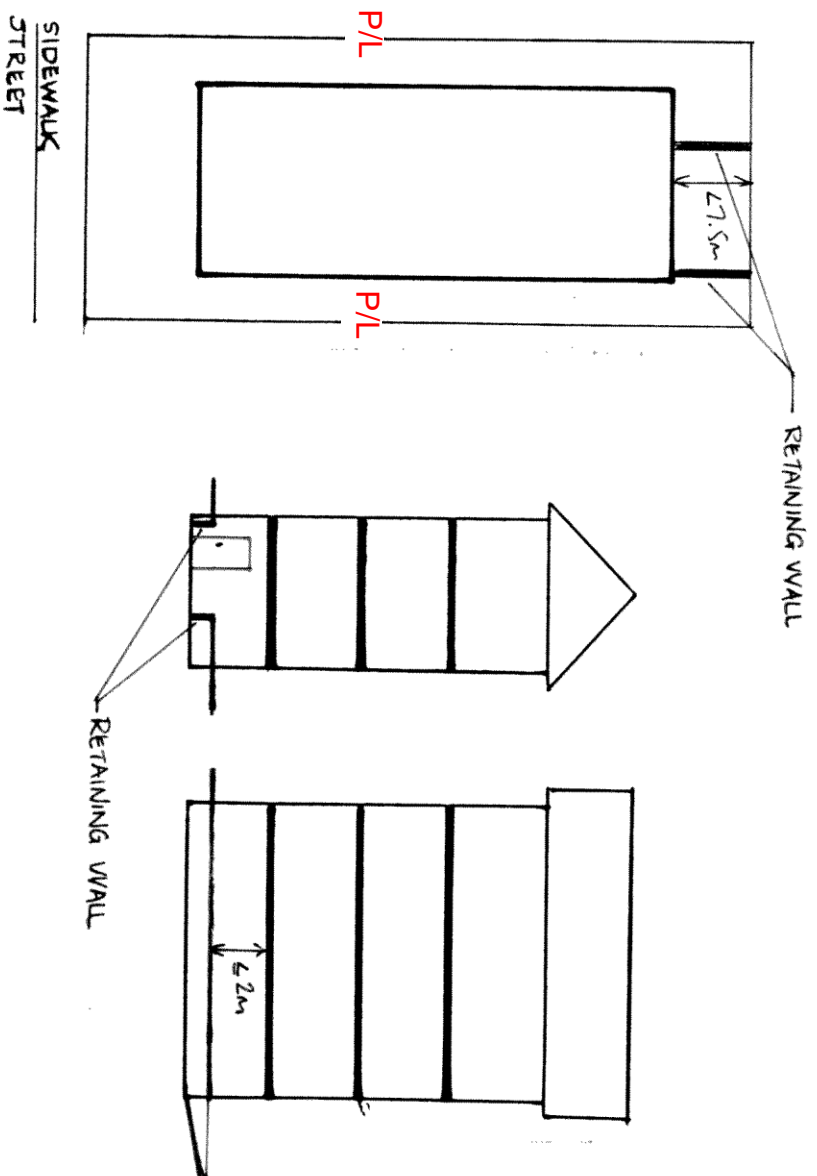 P/L
SIDEWALK
STREET
<7.5m
P/L
RETAINING WALL
RETAINING WALL
≤2m